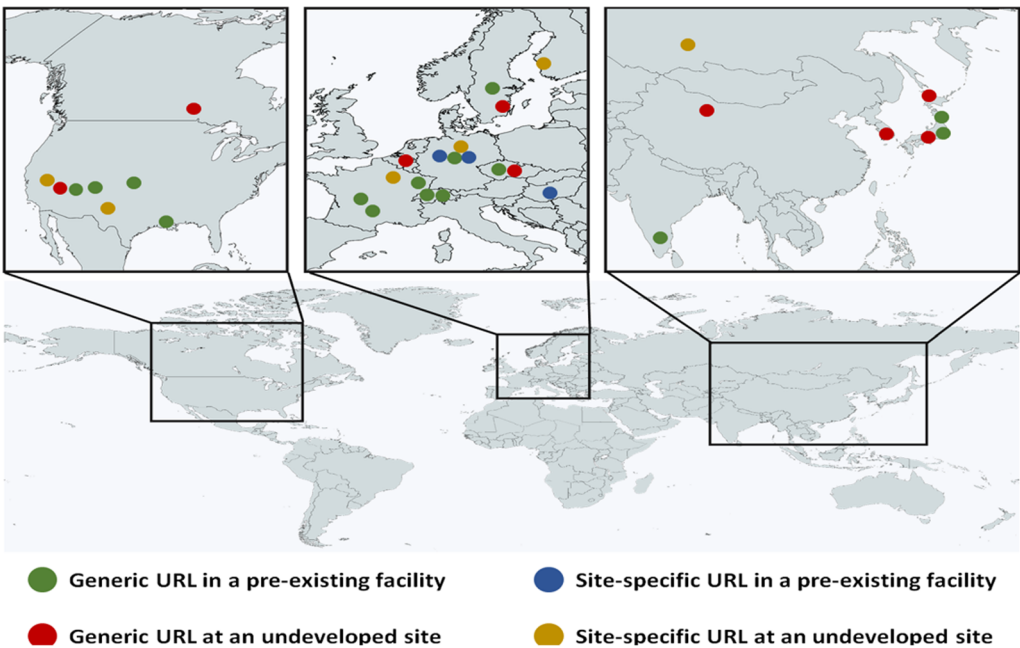 Generic URL in a pre-existing facility
Site-specific URL in a pre-existing facility
Generic URL at an undeveloped site
Site-specific URL at an undeveloped site